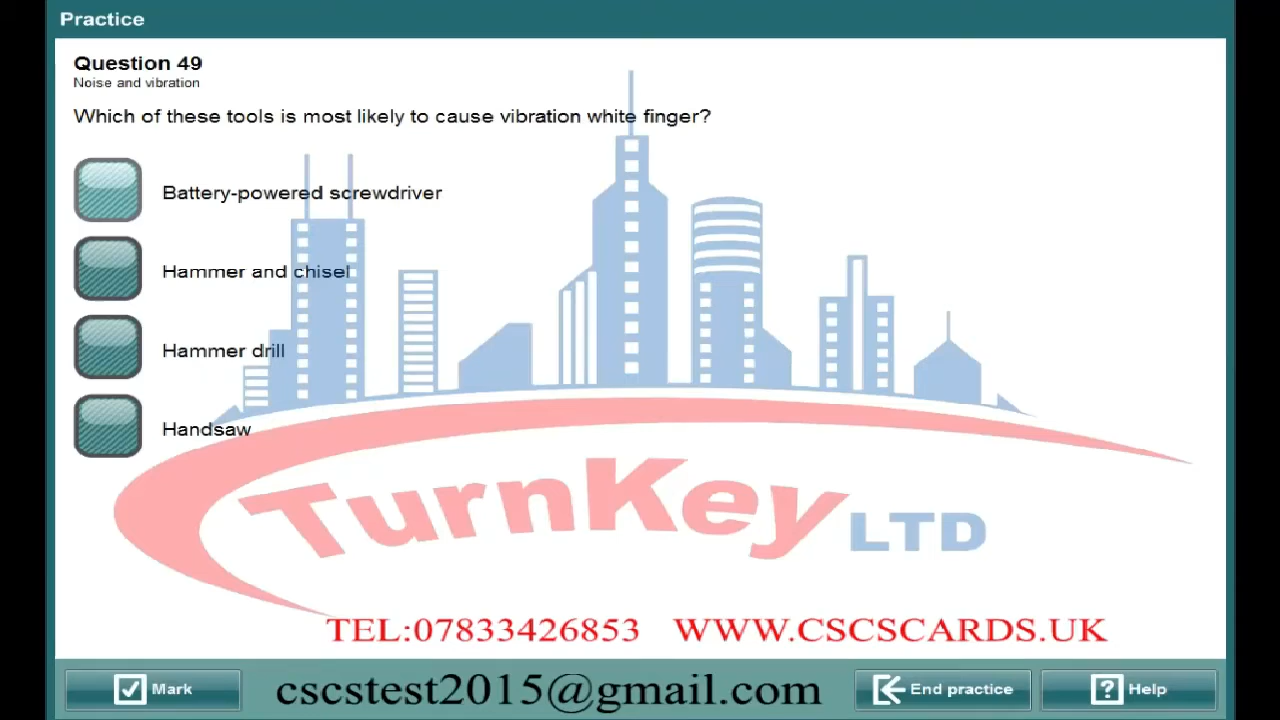 Practice
Question 49
Noise and vibration
Which of these tools is most likely to cause vibration white finger?
Battery-powered screwdriver
Hammer and chisel
Hammer drill
Handsaw
TurnKey LTD
TEL:07833426853 WWW.CSCSCARDS.UK
Mark cscstest2015@gmail.com End practice Help